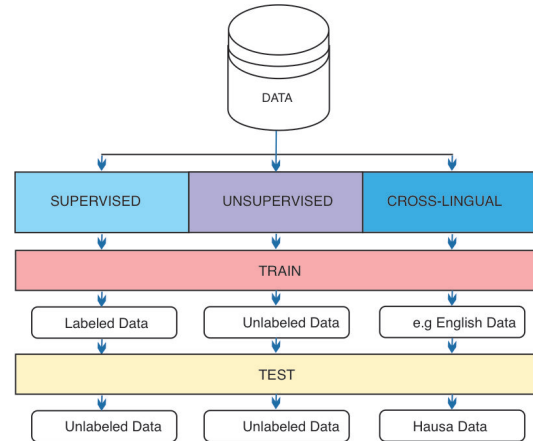 DATA
SUPERVISED
UNSUPERVISED
CROSS-LINGUAL
TRAIN
Labeled Data
Unlabeled Data
e.g English Data
TEST
Unlabeled Data
Unlabeled Data
Hausa Data